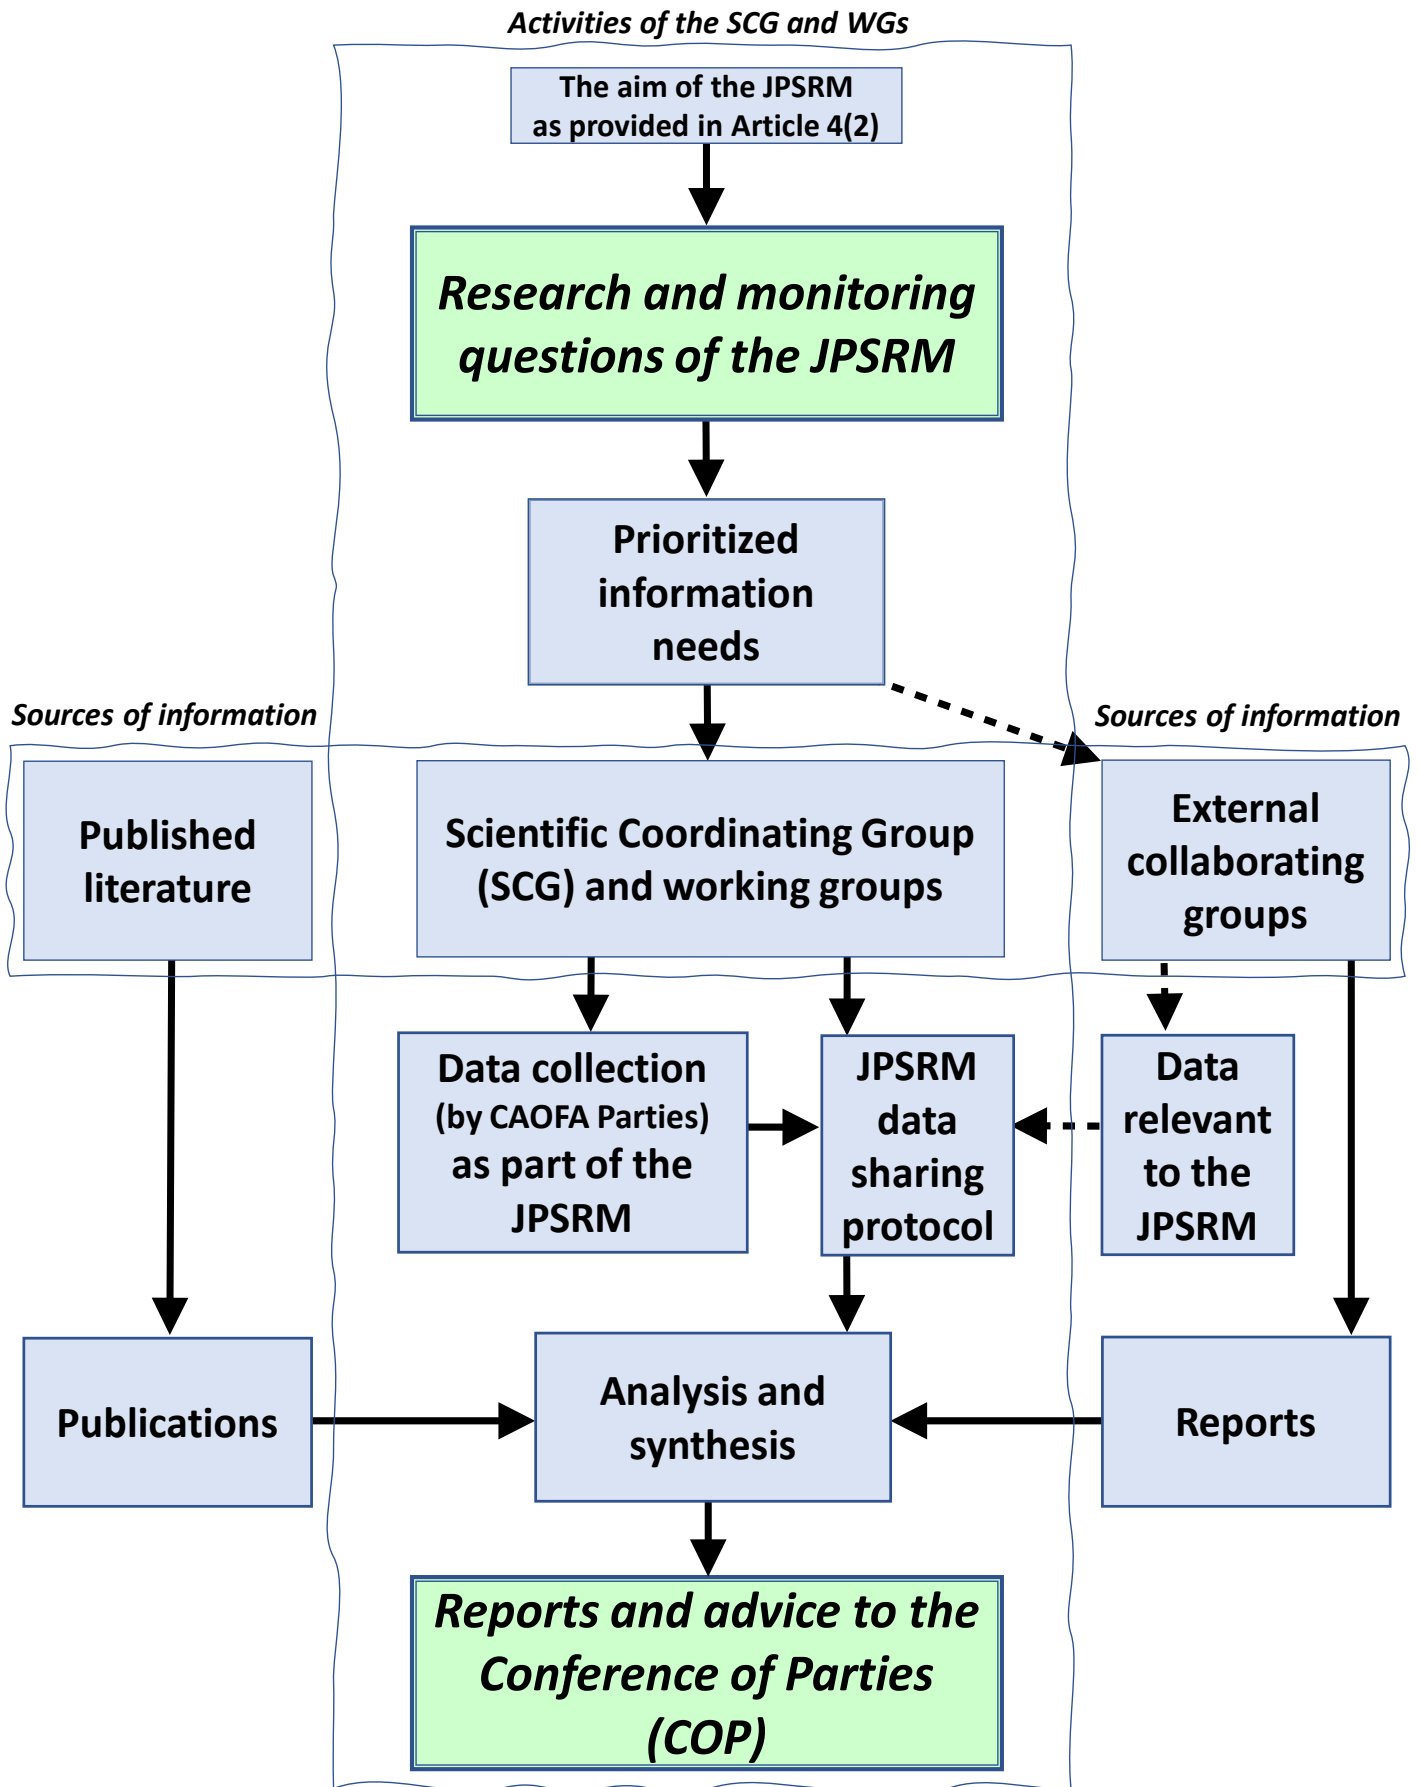 Activities of the SCG and WGs
The aim of the JPSRM
as provided in Article 4(2)
Research and monitoring
questions of the JPSRM
Prioritized
information
needs
Sources of information
Sources of information
Published
literature
Scientific Coordinating Group
(SCG) and working groups
External
collaborating
groups
Data collection
(by CAOFA Parties)
as part of the
JPSRM
JPSRM
data
sharing
protocol
Data
relevant
to the
JPSRM
Publications
Analysis and
synthesis
Reports
Reports and advice to the
Conference of Parties
(COP)